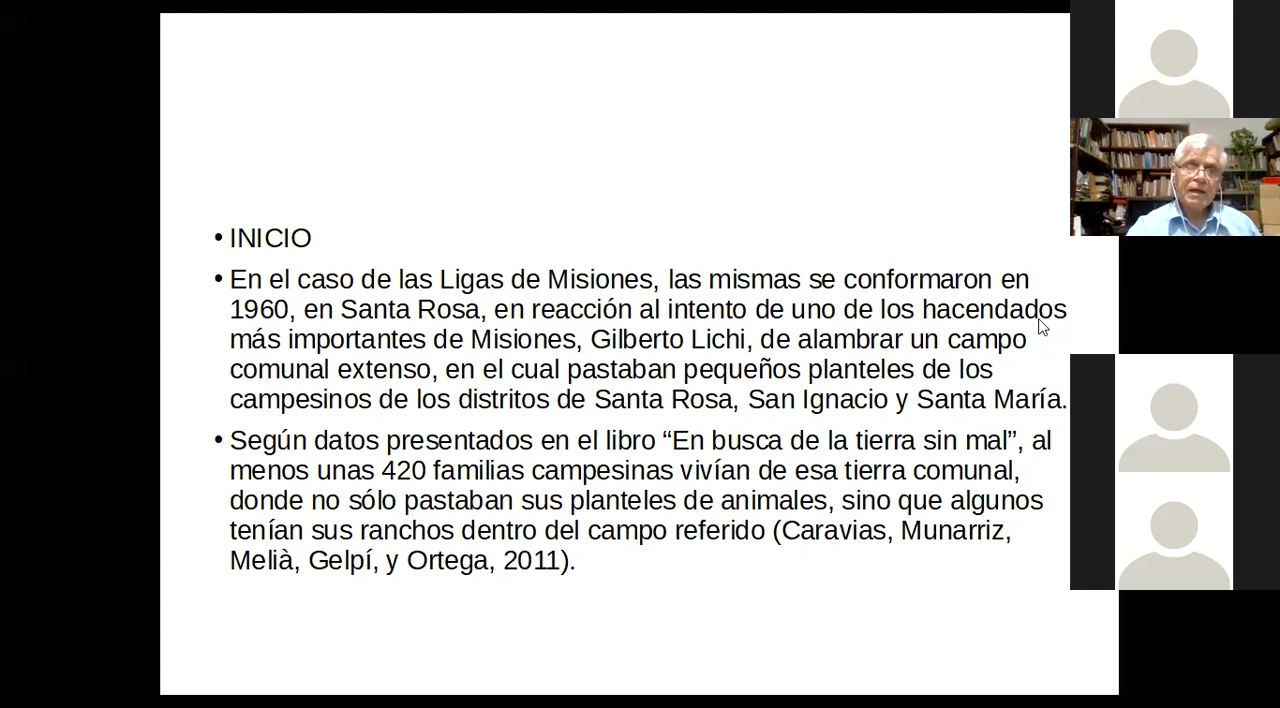 • INICIO
• En el caso de las Ligas de Misiones, las mismas se conformaron en
1960, en Santa Rosa, en reacción al intento de uno de los hacendados
más importantes de Misiones, Gilberto Lichi, de alambrar un campo
comunal extenso, en el cual pastaban pequeños planteles de los
campesinos de los distritos de Santa Rosa, San Ignacio y Santa María.
• Según datos presentados en el libro “En busca de la tierra sin mal”, al
menos unas 420 familias campesinas vivían de esa tierra comunal,
donde no sólo pastaban sus planteles de animales, sino que algunos
tenían sus ranchos dentro del campo referido (Caravias, Munarriz,
Melià, Gelpí, y Ortega, 2011).